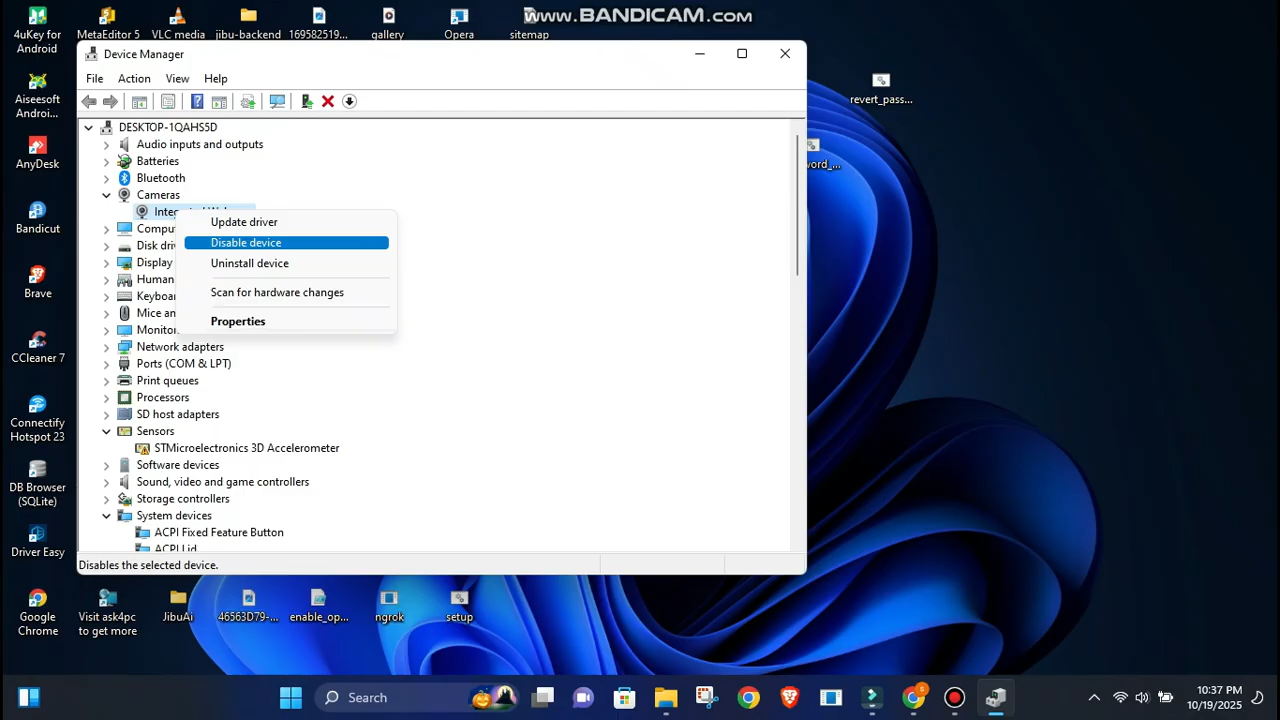 www.BANDICAM.com
4uKey for
Android
MetaEditor 5
VLC media
jibu-backend
169582519...
gallery
Opera
sitemap
Device Manager
File
Action
View
Help
DESKTOP-1QAHS5D
Audio inputs and outputs
Batteries
Bluetooth
Cameras
Update driver
Disable device
Uninstall device
Scan for hardware changes
Properties
Disk
Display
Human
Network adapters
Ports (COM & LPT)
Print queues
Processors
SD host adapters
Sensors
STMicroelectronics 3D Accelerometer
Software devices
Sound, video and game controllers
Storage controllers
System devices
ACPI Fixed Feature Button
ACPI Lid
Disables the selected device.
Aiseesoft
Androi...
AnyDesk
Bandicut
Brave
CCleaner 7
Connectify
Hotspot 23
DB Browser
(SQLite)
Driver Easy
revert_pass...
Google
Chrome
Visit ask4pc
to get more
JibuAi
46563D79-...
enable_op...
ngrok
setup
Search
5
10:37 PM
10/19/2025